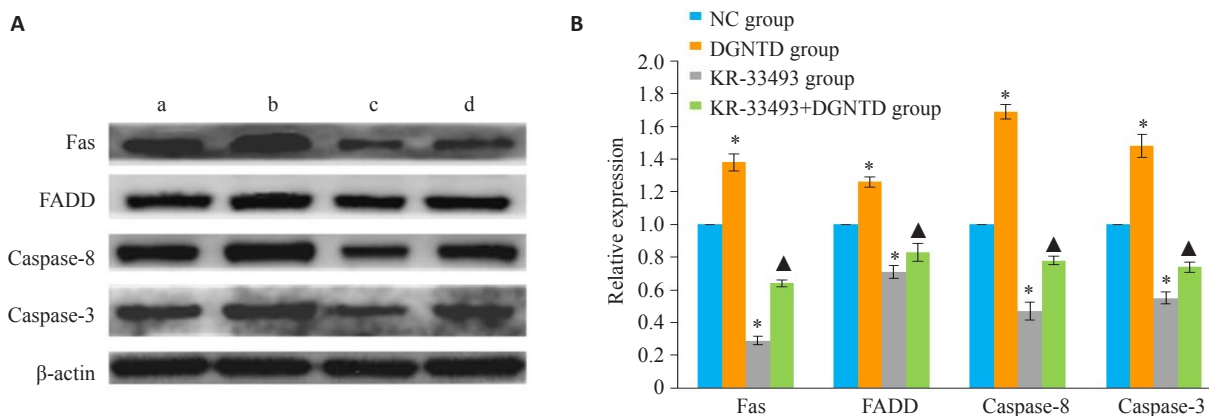 A
a b c d
Fas
FADD
Caspase-8
Caspase-3
β-actin
B
NC group
DGNTD group
KR-33493 group
KR-33493+DGNTD group
Relative expression
2.0
1.8
1.6
1.4
1.2
1.0
0.8
0.6
0.4
0.2
0
* * * *
* * * *
Fas FADD Caspase-8 Caspase-3